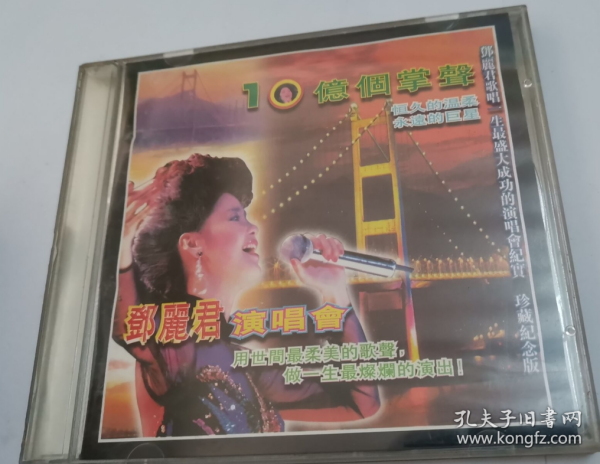 10億個掌聲
恒久的溫柔
永遠的巨星
鄧麗君歌唱一生最盛大成功的演唱會紀實 珍藏紀念版
鄧麗君演唱會
用世間最柔美的歌聲，
做一生最燦爛的演出！
孔夫子旧书网
www.kongfz.com